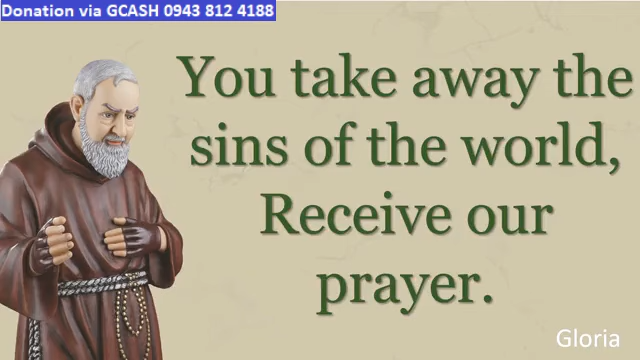 Donation via GCASH 0943 812 4188
You take away the
sins of the world,
Receive our
prayer.
Gloria